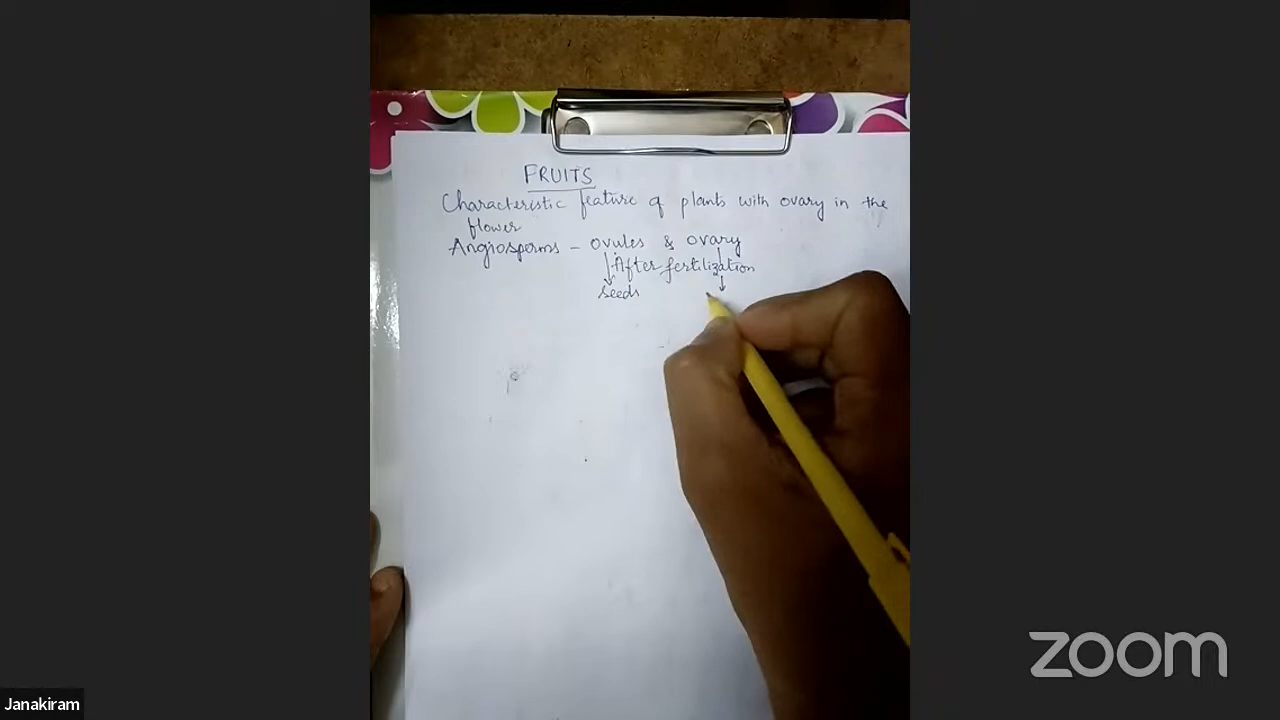 FRUITS
Characteristic feature of plants with ovary in the
flower
Angiosperms - ovules & ovary
After fertilization
seeds
zoom
Janakiram